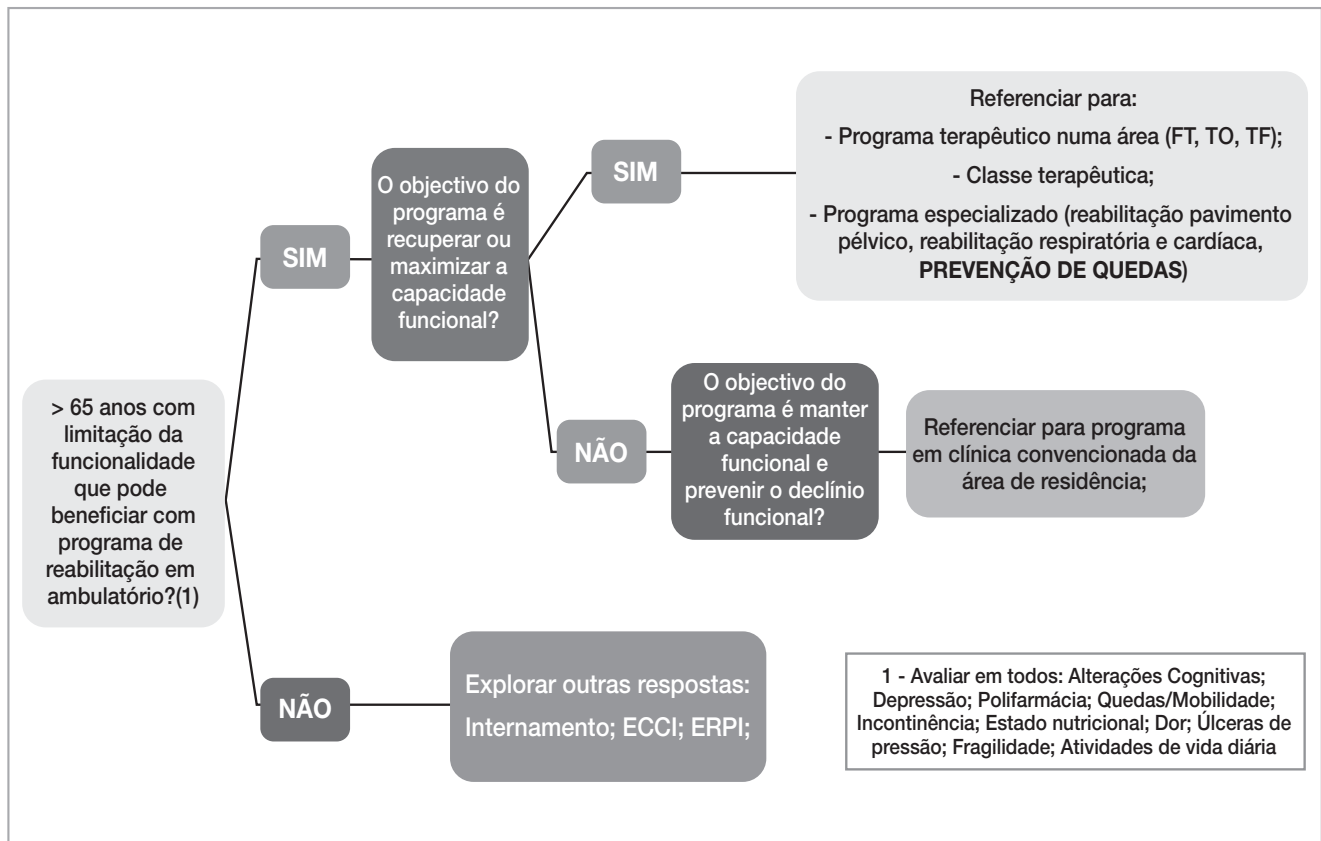 > 65 anos com
limitação da
funcionalidade
que pode
beneficiar com
programa de
reabilitação em
ambulatório?(1)
SIM
O objectivo do
programa é
recuperar ou
maximizar a
capacidade
funcional?
SIM
Referenciar para:
- Programa terapêutico numa área (FT, TO, TF);
- Classe terapêutica;
- Programa especializado (reabilitação pavimento
pélvico, reabilitação respiratória e cardíaca,
PREVENÇÃO DE QUEDAS)
NÃO
O objectivo do
programa é manter
a capacidade
funcional e
prevenir o declínio
funcional?
Referenciar para programa
em clínica convencionada da
área de residência;
NÃO
Explorar outras respostas:
Internamento; ECCI; ERPI;
1 - Avaliar em todos: Alterações Cognitivas;
Depressão; Polifarmácia; Quedas/Mobilidade;
Incontinência; Estado nutricional; Dor; Úlceras de
pressão; Fragilidade; Atividades de vida diária